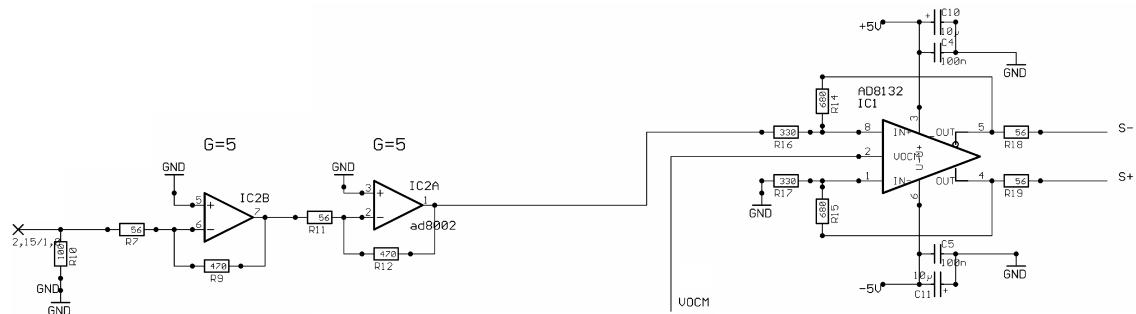 +5V
+
C10
10µ
C4
100n
GND
AD8132
IC1
680
R14
3
330
R16
8
IN+
-OUT
5
56
R18
S-
2
VOCM
U-U+
330
R17
1
IN-
OUT
4
56
R19
S+
GND
680
R15
6
C5
100n
GND
10µ
-5V
C11
+
VOCM
G=5
G=5
GND
GND
5
+
IC2B
7
6
-
3
+
IC2A
1
2
-
ad8002
56
R7
56
R11
470
R9
470
R12
2,15/1,
100
R10
GND
GND